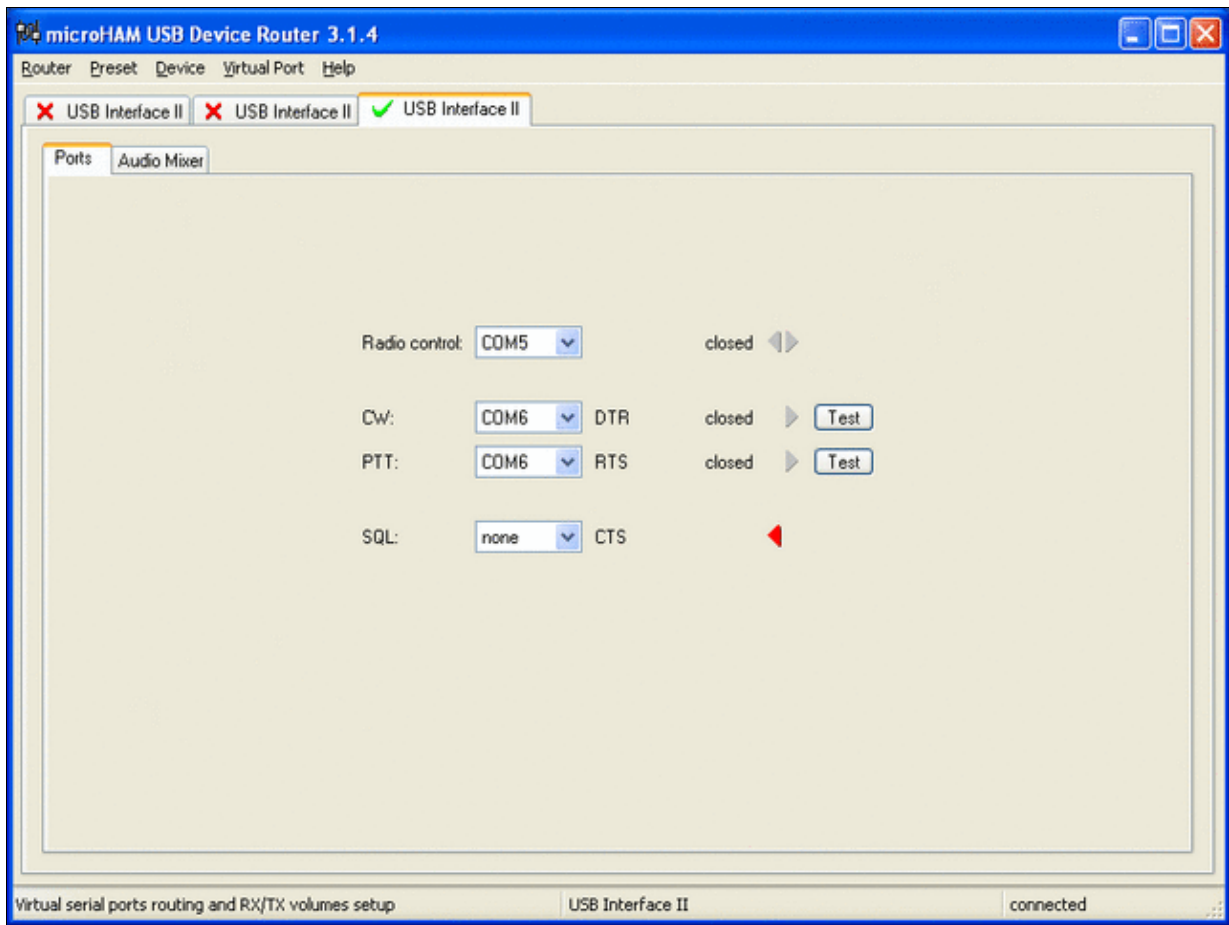 microHAM USB Device Router 3.1.4
Router Preset Device Virtual Port Help
USB Interface II USB Interface II USB Interface II
Ports Audio Mixer
Radio control: COM5 closed
CW: COM6 DTR closed Test
PTT: COM6 RTS closed Test
SQL: none CTS
Virtual serial ports routing and RX/TX volumes setup USB Interface II connected